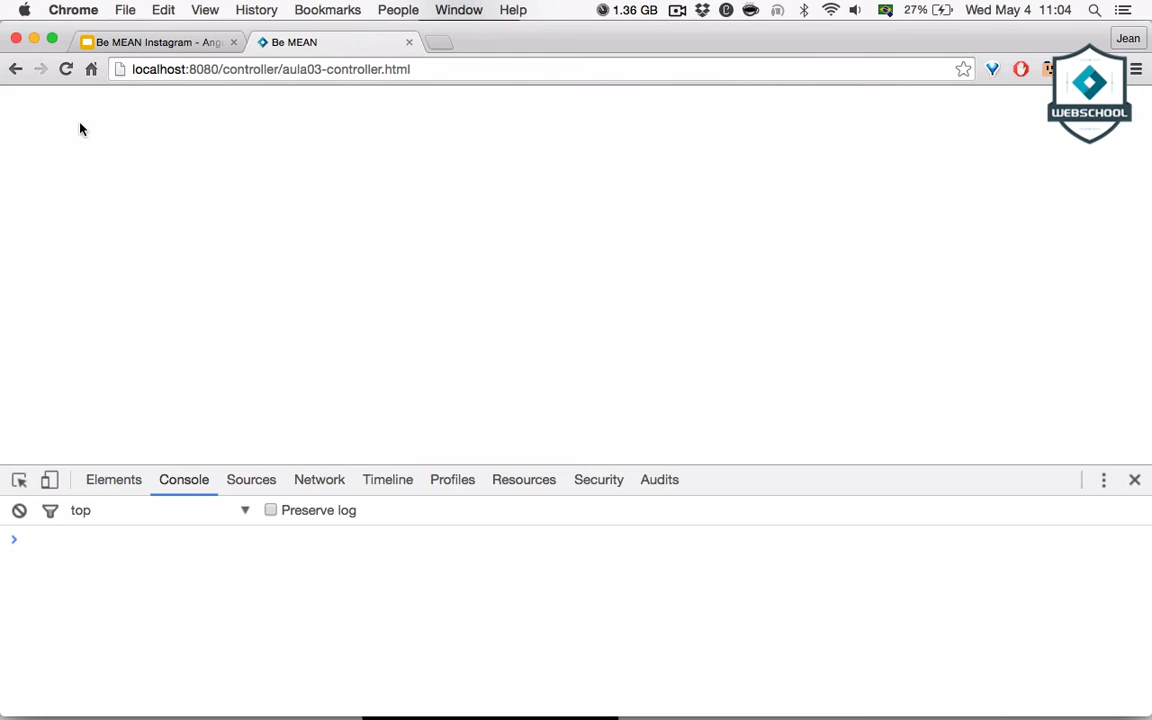 Chrome File Edit View History Bookmarks People Window Help 1.36 GB 27% Wed May 4 11:04
Be MEAN Instagram - Ang Be MEAN Jean
localhost:8080/controller/aula03-controller.html
WEBSCHOOL
Elements Console Sources Network Timeline Profiles Resources Security Audits
top Preserve log